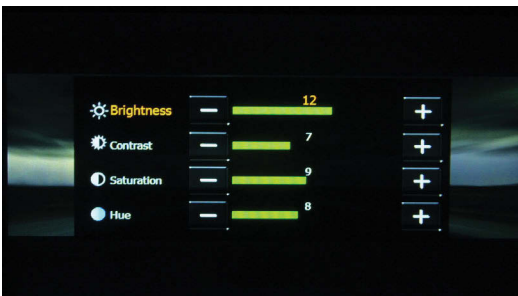 Brightness − 12 +
Contrast − 7 +
Saturation − 9 +
Hue − 8 +